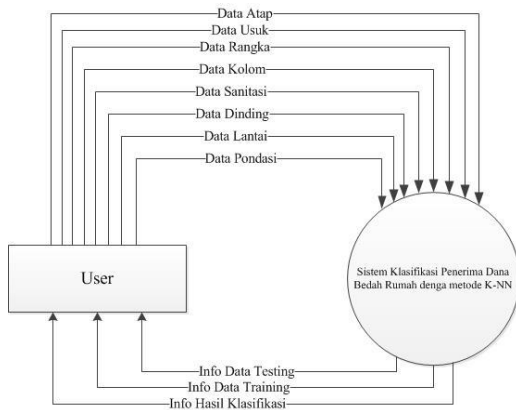 Data Atap
Data Usuk
Data Rangka
Data Kolom
Data Sanitasi
Data Dinding
Data Lantai
Data Pondasi
User
Sistem Klasifikasi Penerima Dana
Bedah Rumah denga metode K-NN
Info Data Testing
Info Data Training
Info Hasil Klasifikasi